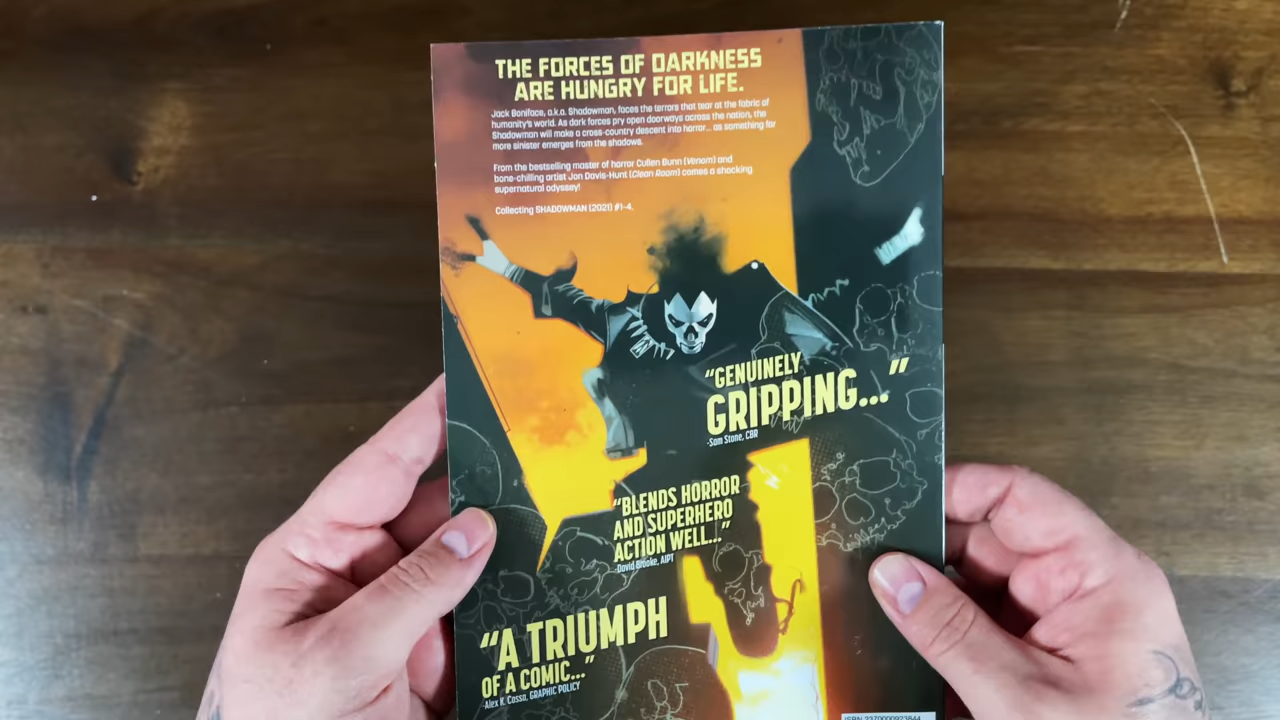 THE FORCES OF DARKNESS
ARE HUNGRY FOR LIFE.
Jack Boniface, a.k.a. Shadowman, faces the terrors that tear at the fabric of
humanity's world. As dark forces pry open doorways across the nation, the
Shadowman will make a cross-country descent into horror... as something far
more sinister emerges from the shadows.
From the bestselling master of horror Cullen Bunn (Venom) and
bone-chilling artist Jon Davis-Hunt (Clean Room) comes a shocking
supernatural odyssey!
Collecting SHADOWMAN (2021) #1-4.
"GENUINELY
GRIPPING..."
-Sam Stone, CBR
"BLENDS HORROR
AND SUPERHERO
ACTION WELL..."
-David Brooke, AIPT
"A TRIUMPH
OF A COMIC..."
-Alex K. Cossa, GRAPHIC POLICY
ISBN 2370000923844